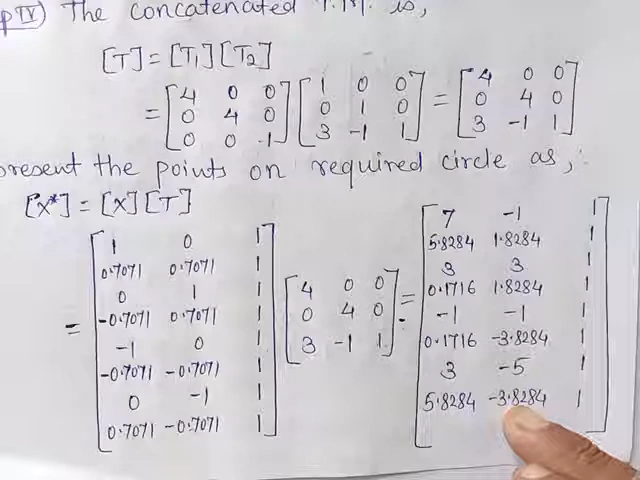 p IV) The concatenated T.M. is,
[T] = [T1] [T2]
= [4 0 0] [1 0 0] = [4 0 0]
[0 4 0] [0 1 0] [0 4 0]
[0 0 1] [3 -1 1] [3 -1 1]
present the points on required circle as,
[X*] = [X] [T]
= [1 0 1] [4 0 0] = [7 -1 1]
[0.7071 0.7071 1] [0 4 0] [5.8284 1.8284 1]
[0 1 1] [3 -1 1] [3 3 1]
[-0.7071 0.7071 1] [0.1716 1.8284 1]
[-1 0 1] [-1 -1 1]
[-0.7071 -0.7071 1] [0.1716 -3.8284 1]
[0 -1 1] [3 -5 1]
[0.7071 -0.7071 1] [5.8284 -3.8284 1]